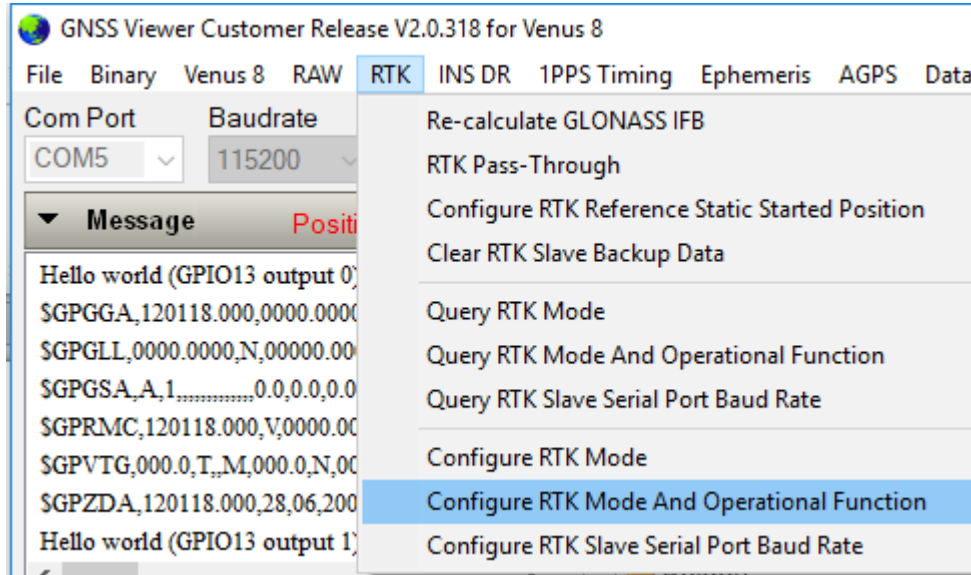 GNSS Viewer Customer Release V2.0.318 for Venus 8
File Binary Venus 8 RAW RTK INS DR 1PPS Timing Ephemeris AGPS Data
Com Port Baudrate
COM5 115200
Message Positi
Hello world (GPIO13 output 0)
$GPGGA,120118.000,0000.0000
$GPGLL,0000.0000,N,00000.00
$GPGSA,A,1,,,,,,,,,,,,,0.0,0.0,0.0
$GPRMC,120118.000,V,0000.00
$GPVTG,000.0,T,,M,000.0,N,00
$GPZDA,120118.000,28,06,200
Hello world (GPIO13 output 1)
Re-calculate GLONASS IFB
RTK Pass-Through
Configure RTK Reference Static Started Position
Clear RTK Slave Backup Data
Query RTK Mode
Query RTK Mode And Operational Function
Query RTK Slave Serial Port Baud Rate
Configure RTK Mode
Configure RTK Mode And Operational Function
Configure RTK Slave Serial Port Baud Rate